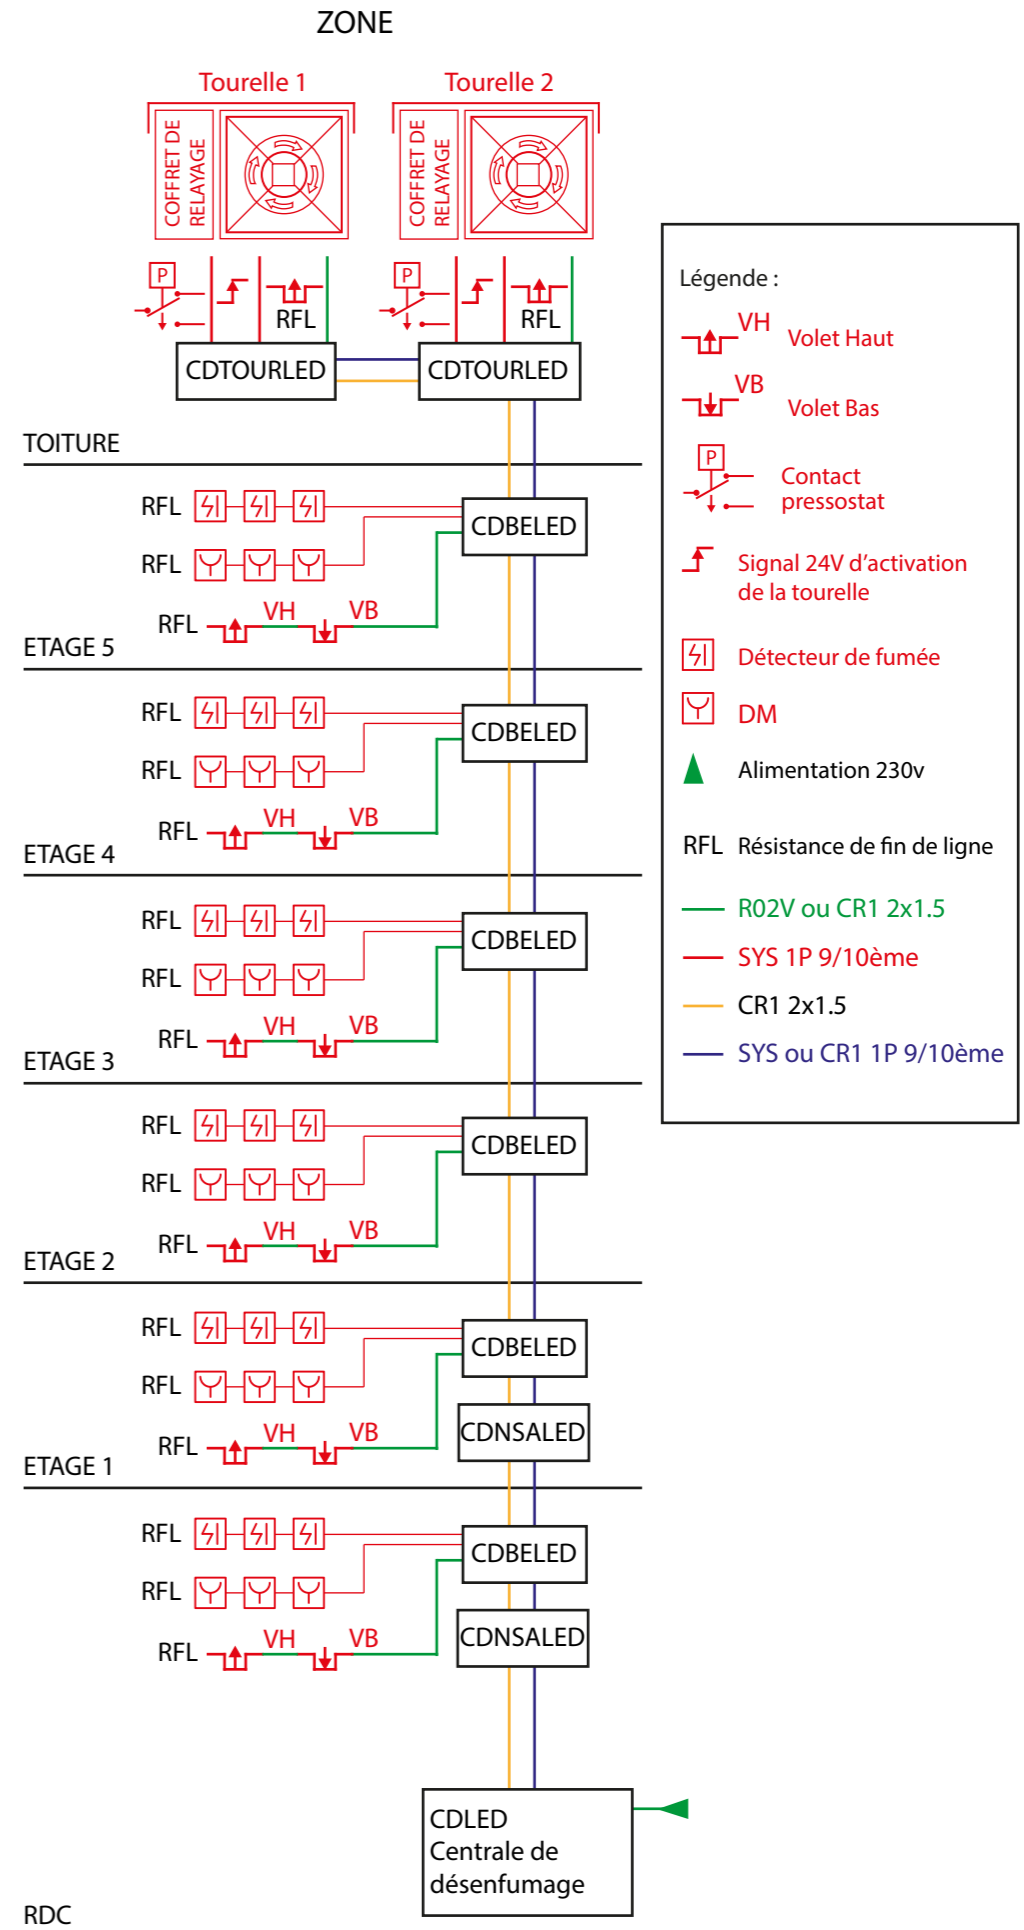 ZONE
Tourelle 1
Tourelle 2
COFFRET DE
RELAYAGE
COFFRET DE
RELAYAGE
P
RFL
P
RFL
CDTOURLED
CDTOURLED
TOITURE
RFL
CDBELED
RFL
RFL
VH
VB
ETAGE 5
RFL
CDBELED
RFL
RFL
VH
VB
ETAGE 4
RFL
CDBELED
RFL
RFL
VH
VB
ETAGE 3
RFL
CDBELED
RFL
RFL
VH
VB
ETAGE 2
RFL
CDBELED
RFL
CDNSALED
RFL
VH
VB
ETAGE 1
RFL
CDBELED
RFL
CDNSALED
RFL
VH
VB
CDLED
Centrale de
désenfumage
RDC
Légende :
VH
Volet Haut
VB
Volet Bas
P
Contact
pressostat
Signal 24V d’activation
de la tourelle
Détecteur de fumée
DM
Alimentation 230v
RFL Résistance de fin de ligne
R02V ou CR1 2x1.5
SYS 1P 9/10ème
CR1 2x1.5
SYS ou CR1 1P 9/10ème